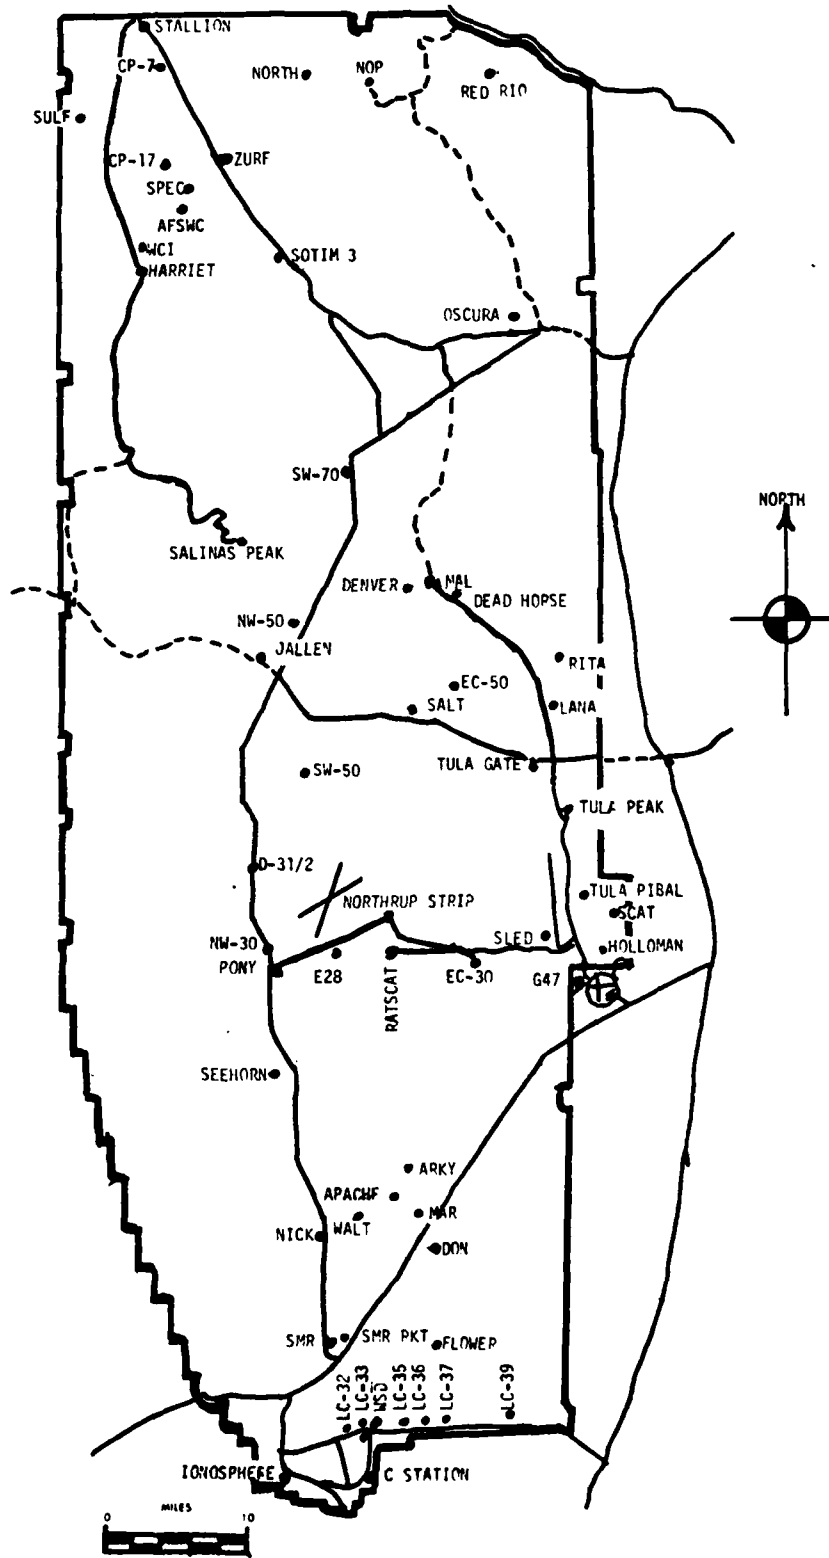 STALLION
CP-7
NORTH
NOP
RED RIO
SULF
CP-17
ZURF
SPEC
AFSWC
WCI
HARRIET
SOTIM 3
OSCURA
SW-70
NORTH
SALINAS PEAK
DENVER
MAL
DEAD HORSE
NW-50
JALLEN
RITA
EC-50
SALT
LANA
TULA GATE
SW-50
TULA PEAK
D-31/2
TULA PIBAL
NORTHRUP STRIP
SCAT
SLED
NW-30
HOLLOMAN
PONY
E28
RATSCAT
EC-30
G47
SEEHORN
ARKY
APACHE
MAR
WALT
NICK
DON
SMR
SMR PKT
FLOWER
LC-32
LC-33
WSD
LC-35
LC-36
LC-37
LC-39
IONOSPHERE
C STATION
MILES
0 10